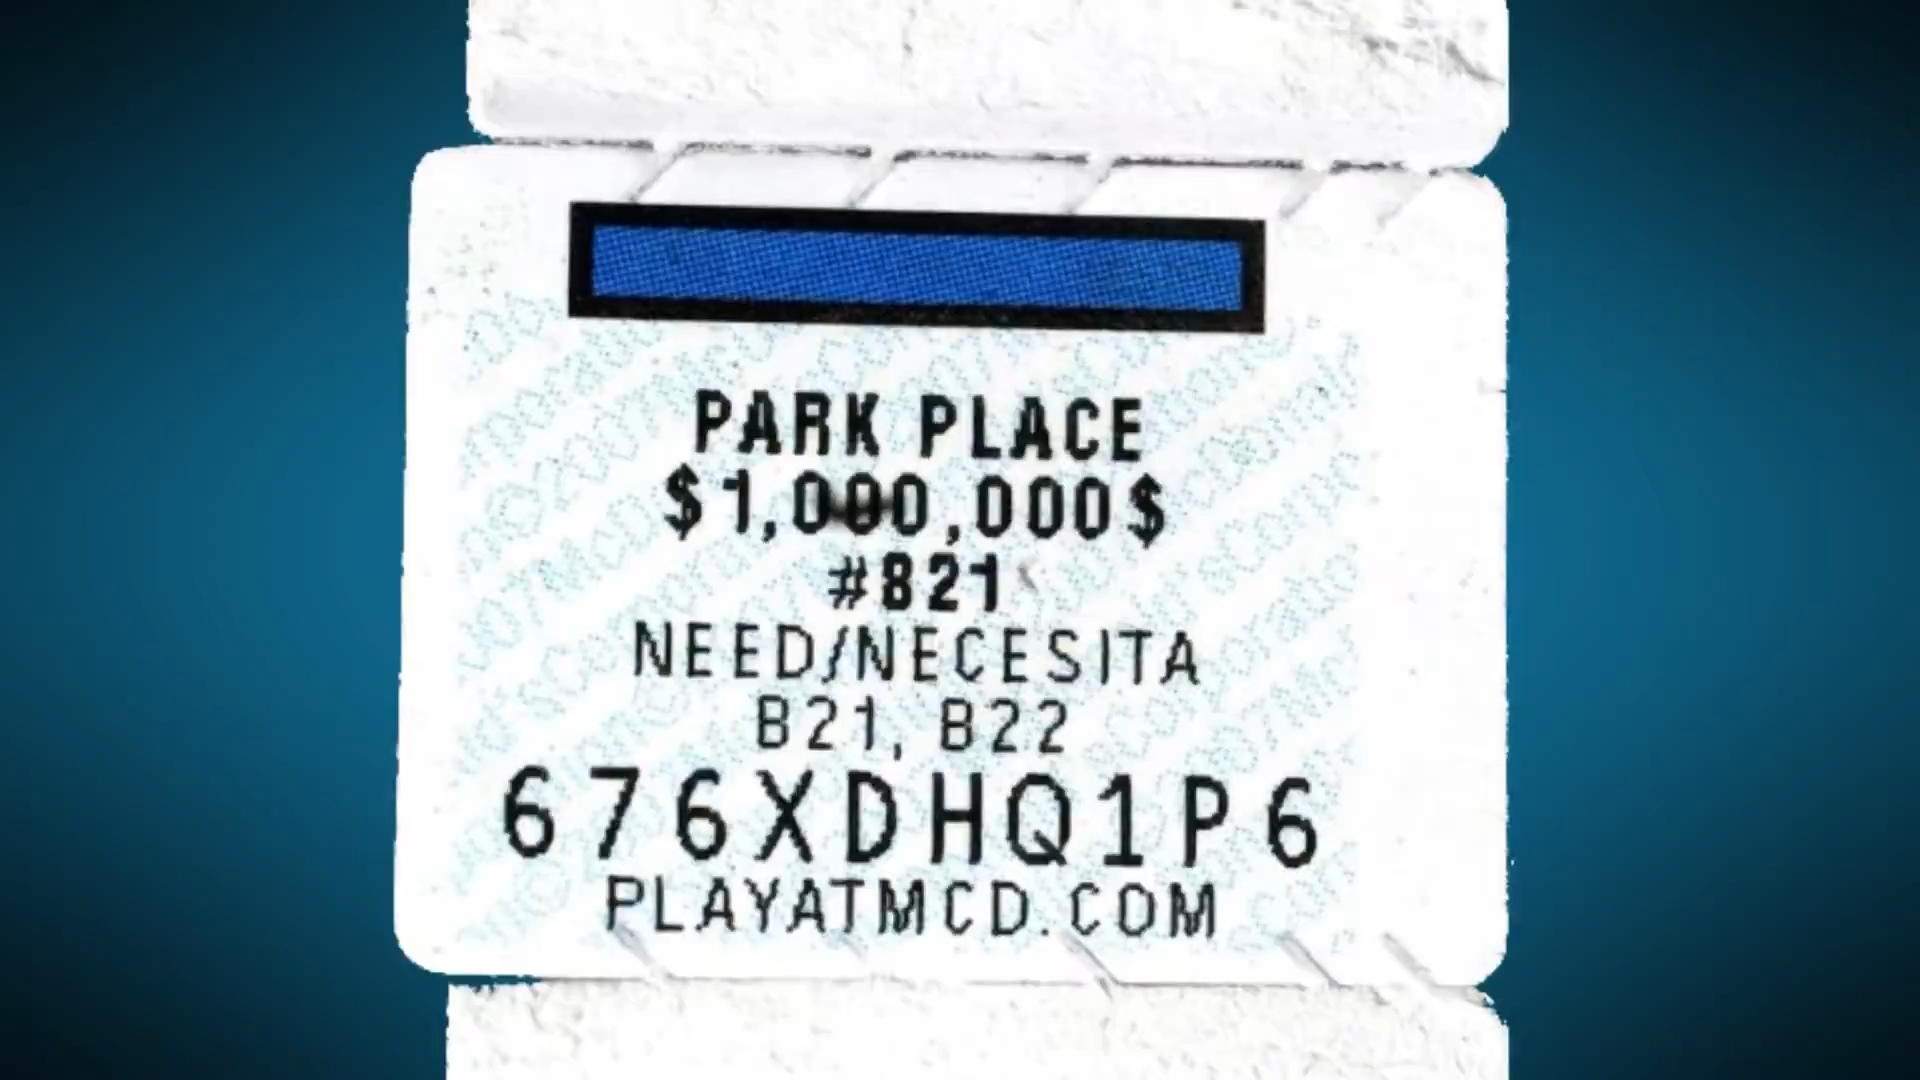 PARK PLACE
$1,000,000$
#821
NEED/NECESITA
B21, B22
676XDHQ1P6
PLAYATMCD.COM